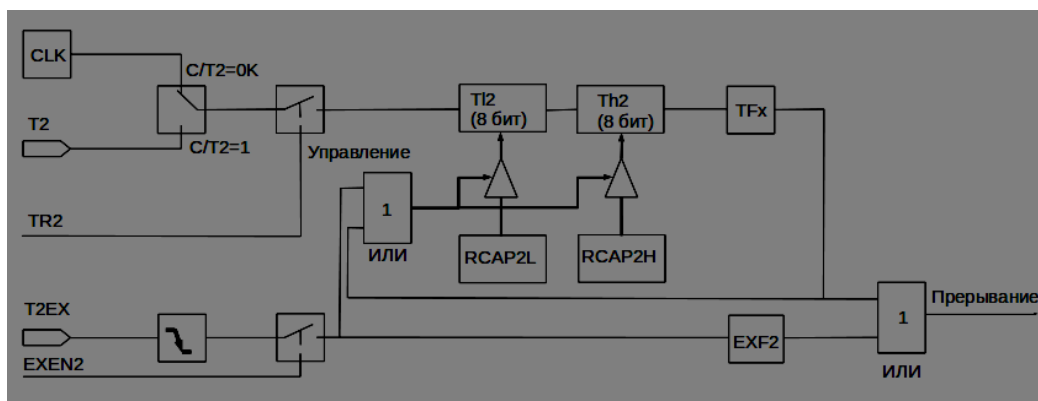 CLK
C/T2=0K
T2
C/T2=1
Tl2
(8 бит)
Th2
(8 бит)
TFx
Управление
1
ИЛИ
TR2
RCAP2L
RCAP2H
T2EX
EXEN2
EXF2
1
ИЛИ
Прерывание